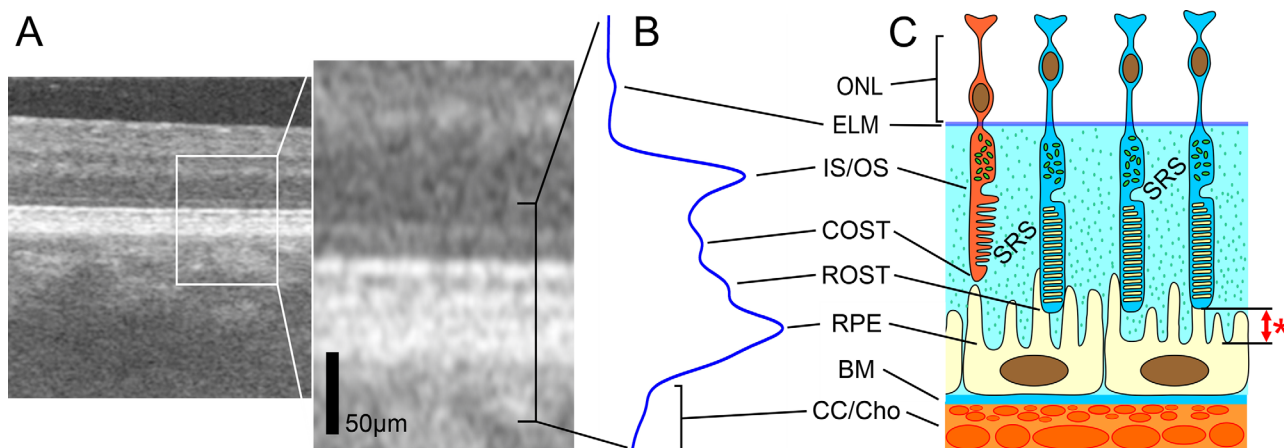 A
B
C
50µm
ONL
ELM
IS/OS
COST
ROST
RPE
BM
CC/Cho
SRS
SRS
*